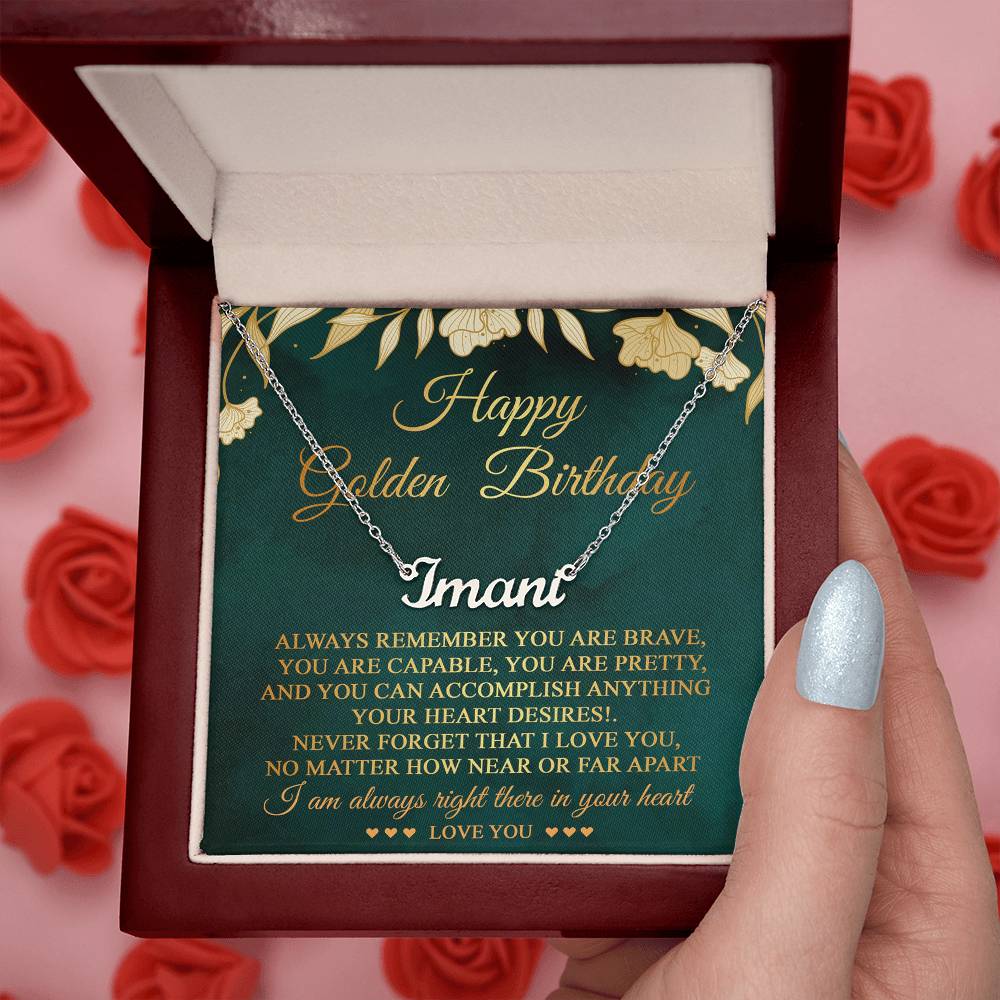 Happy
Golden Birthday
Imani
ALWAYS REMEMBER YOU ARE BRAVE,
YOU ARE CAPABLE, YOU ARE PRETTY,
AND YOU CAN ACCOMPLISH ANYTHING
YOUR HEART DESIRES!.
NEVER FORGET THAT I LOVE YOU,
NO MATTER HOW NEAR OR FAR APART
I am always right there in your heart
♥♥♥ LOVE YOU ♥♥♥